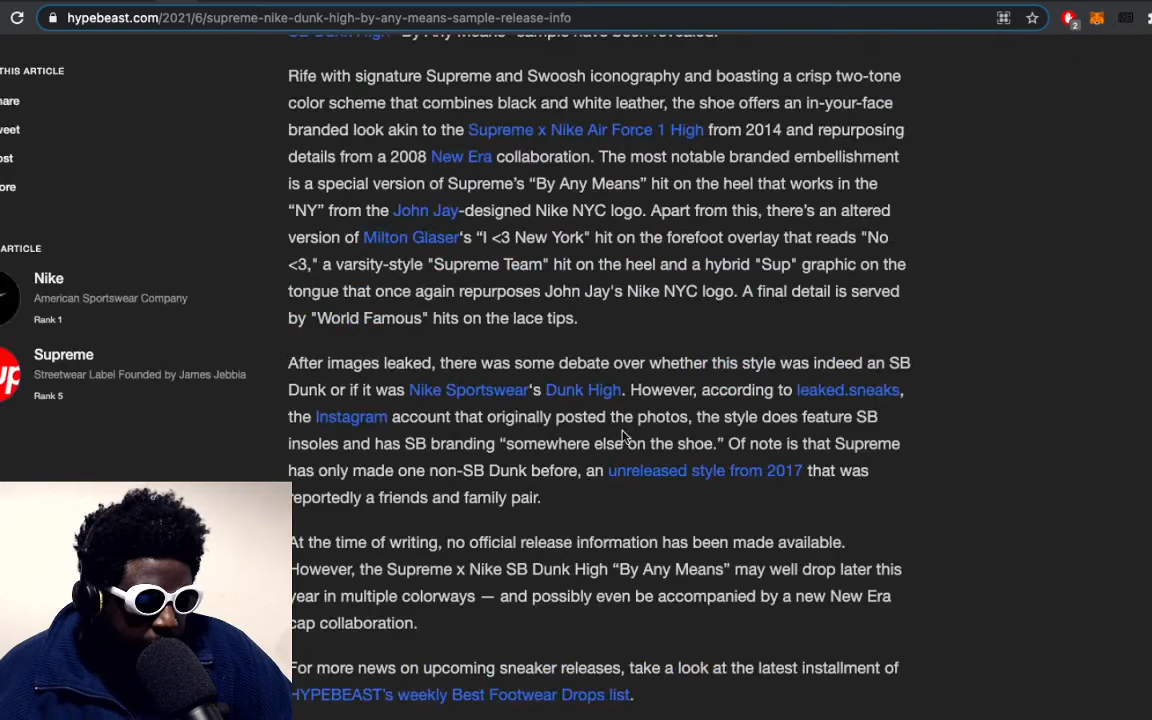 hypebeast.com/2021/6/supreme-nike-dunk-high-by-any-means-sample-release-info
2
THIS ARTICLE
Rife with signature Supreme and Swoosh iconography and boasting a crisp two-tone
color scheme that combines black and white leather, the shoe offers an in-your-face
branded look akin to the Supreme x Nike Air Force 1 High from 2014 and repurposing
details from a 2008 New Era collaboration. The most notable branded embellishment
is a special version of Supreme’s “By Any Means” hit on the heel that works in the
“NY” from the John Jay-designed Nike NYC logo. Apart from this, there’s an altered
version of Milton Glaser‘s “I <3 New York” hit on the forefoot overlay that reads "No
<3," a varsity-style "Supreme Team" hit on the heel and a hybrid "Sup" graphic on the
tongue that once again repurposes John Jay's Nike NYC logo. A final detail is served
by "World Famous" hits on the lace tips.
After images leaked, there was some debate over whether this style was indeed an SB
Dunk or if it was Nike Sportswear‘s Dunk High. However, according to leaked.sneaks,
the Instagram account that originally posted the photos, the style does feature SB
insoles and has SB branding “somewhere else on the shoe.” Of note is that Supreme
has only made one non-SB Dunk before, an unreleased style from 2017 that was
reportedly a friends and family pair.
At the time of writing, no official release information has been made available.
However, the Supreme x Nike SB Dunk High “By Any Means” may well drop later this
year in multiple colorways — and possibly even be accompanied by a new New Era
cap collaboration.
For more news on upcoming sneaker releases, take a look at the latest installment of
HYPEBEAST’s weekly Best Footwear Drops list.
hare
weet
ost
ore
ARTICLE
Nike
American Sportswear Company
Rank 1
up
Supreme
Streetwear Label Founded by James Jebbia
Rank 5